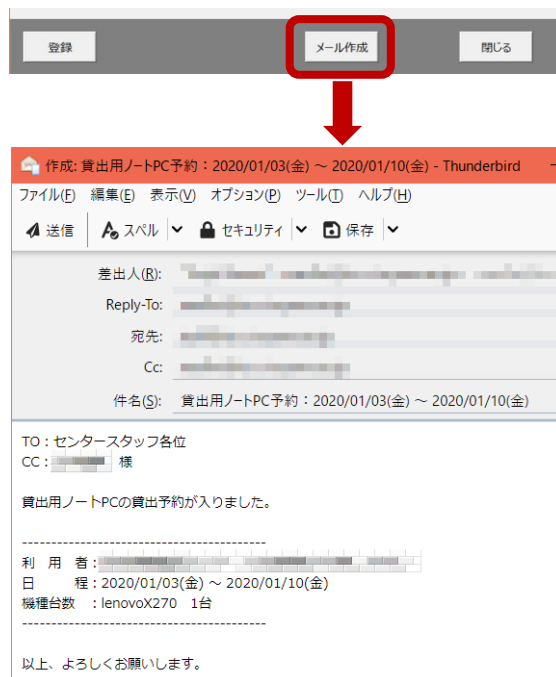 登録 メール作成 閉じる
作成: 貸出用ノートPC予約：2020/01/03(金) ～ 2020/01/10(金) - Thunderbird
ファイル(F) 編集(E) 表示(V) オプション(P) ツール(T) ヘルプ(H)
送信 スペル セキュリティ 保存
差出人(R):
Reply-To:
宛先:
Cc:
件名(S): 貸出用ノートPC予約：2020/01/03(金) ～ 2020/01/10(金)
TO：センタースタッフ各位
CC： 様
貸出用ノートPCの貸出予約が入りました。
-----------------------------------------
利 用 者：
日 程：2020/01/03(金) ～ 2020/01/10(金)
機種台数 ：lenovoX270 1台
-----------------------------------------
以上、よろしくお願いします。